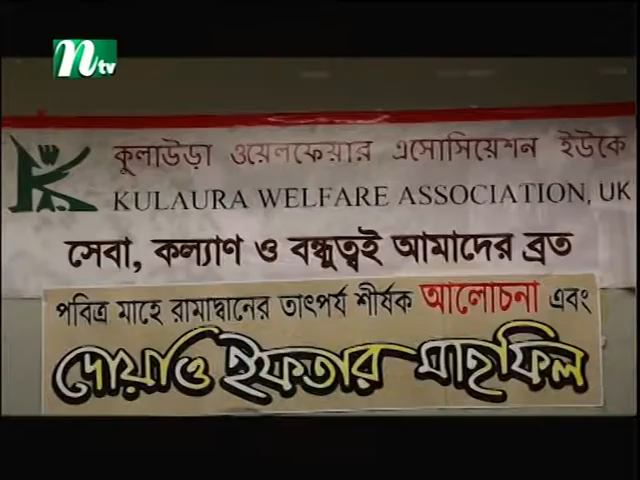 Ntv
কুলাউড়া ওয়েলফেয়ার এসোসিয়েশন ইউকে
KULAURA WELFARE ASSOCIATION, UK
সেবা, কল্যাণ ও বন্ধুত্বই আমাদের ব্রত
পবিত্র মাহে রামাদ্বানের তাৎপর্য শীর্ষক আলোচনা এবং
দোয়া ও ইফতার মাহফিল